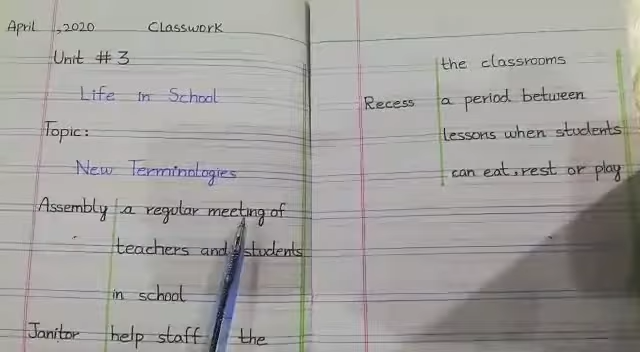 April ,2020 Classwork
Unit # 3
Life in School
Topic:
New Terminologies
Assembly a regular meeting of
teachers and students
in school
Janitor help staff the
the classrooms
Recess a period between
lessons when students
can eat, rest or play